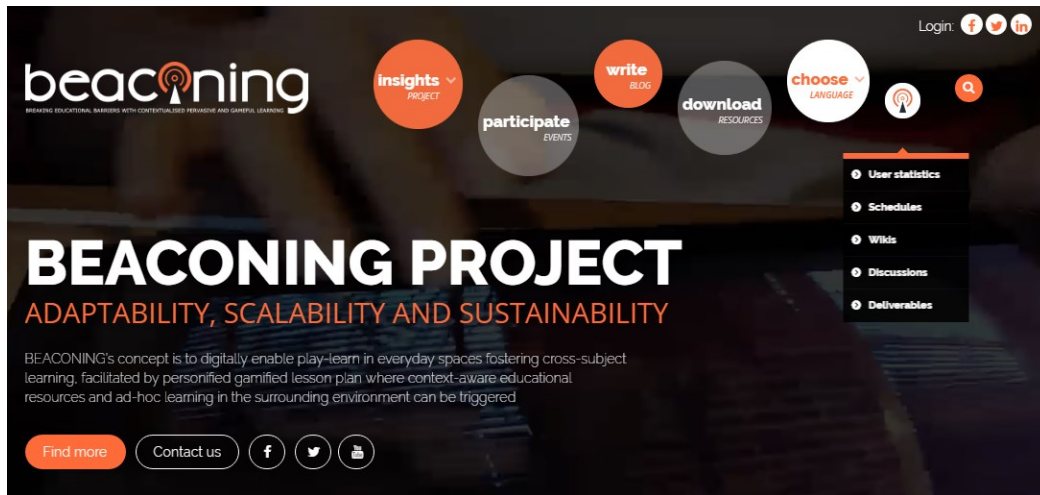 Login:
beaconing
BREAKING EDUCATIONAL BARRIERS WITH CONTEXTUALISED PERVASIVE AND GAMEFUL LEARNING
insights
PROJECT
participate
EVENTS
write
BLOG
download
RESOURCES
choose
LANGUAGE
User statistics
Schedules
Wikis
Discussions
Deliverables
BEACONING PROJECT
ADAPTABILITY, SCALABILITY AND SUSTAINABILITY
BEACONING's concept is to digitally enable play-learn in everyday spaces fostering cross-subject
learning, facilitated by personified gamified lesson plan where context-aware educational
resources and ad-hoc learning in the surrounding environment can be triggered
Find more
Contact us